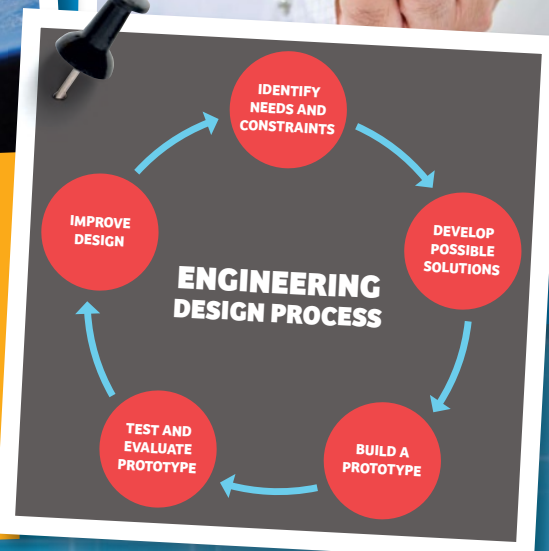 IDENTIFY
NEEDS AND
CONSTRAINTS
DEVELOP
POSSIBLE
SOLUTIONS
IMPROVE
DESIGN
ENGINEERING
DESIGN PROCESS
TEST AND
EVALUATE
PROTOTYPE
BUILD A
PROTOTYPE